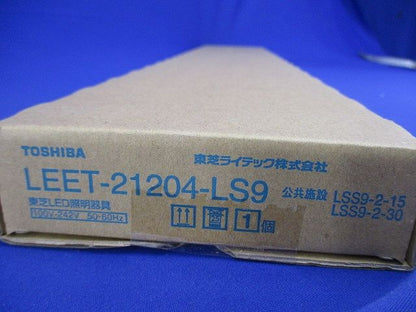 TOSHIBA
東芝ライテック株式会社
LEET-21204-LS9
公共施設 LSS9-2-15
LSS9-2-30
東芝LED照明器具
100V-242V 50-60Hz
1個